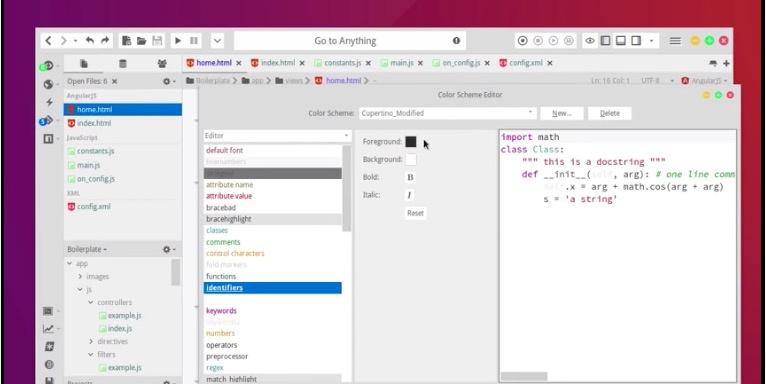 Go to Anything
Open Files: 6
AngularJS
home.html
index.html
JavaScript
constants.js
main.js
on_config.js
XML
config.xml
Boilerplate
app
images
js
controllers
example.js
index.js
directives
filters
example.js
Projects
home.html index.html constants.js main.js on_config.js config.xml
Boilerplate app views home.html
Ln: 16 Col: 1 UTF-8 AngularJS
Color Scheme Editor
Color Scheme: Cupertino_Modified New... Delete
Editor
default font
linenumbers
attribute name
attribute value
bracebad
bracehighlight
classes
comments
control characters
fold markers
functions
identifiers
keywords
numbers
operators
preprocessor
regex
match highlight
Foreground:
Background:
Bold: B
Italic: I
Reset
import math
class Class:
""" this is a docstring """
def __init__(self, arg): # one line comm
.x = arg + math.cos(arg + arg)
s = 'a string'